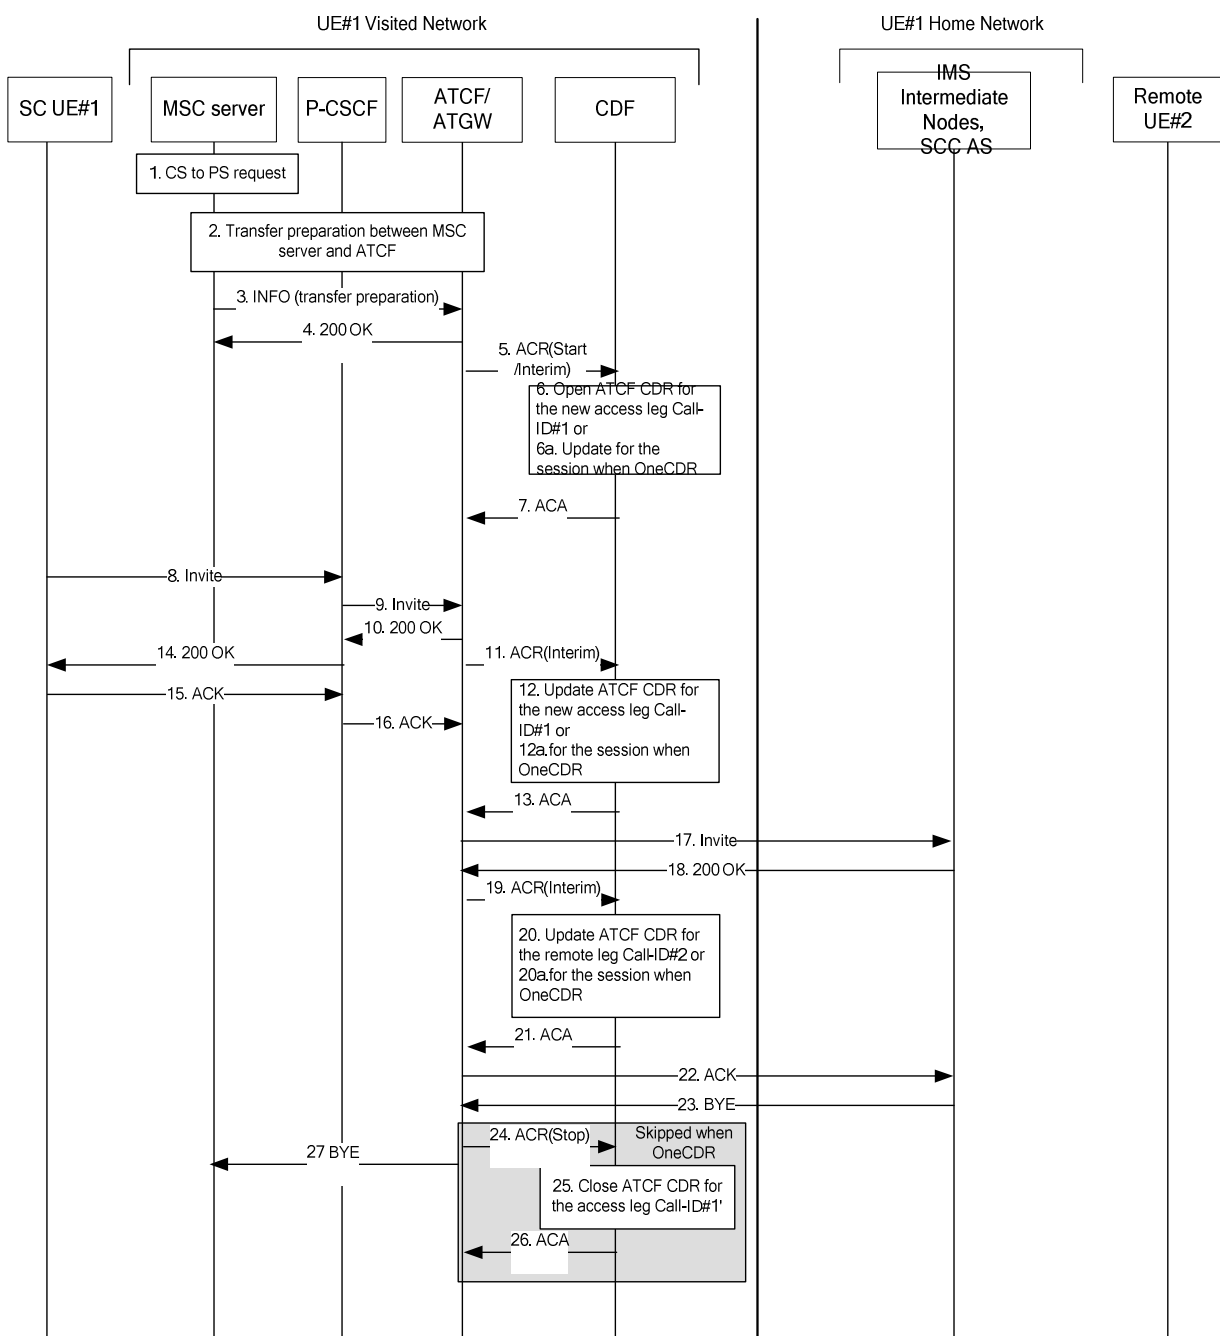 UE#1 Visited Network
UE#1 Home Network
SC UE#1
MSC server
P-CSCF
ATCF/
ATGW
CDF
IMS
Intermediate
Nodes,
SCC AS
Remote
UE#2
1. CS to PS request
2. Transfer preparation between MSC
server and ATCF
3. INFO (transfer preparation)
4. 200 OK
5. ACR(Start
/Interim)
6. Open ATCF CDR for
the new access leg Call-
ID#1 or
6a. Update for the
session when OneCDR
7. ACA
8. Invite
9. Invite
10. 200 OK
14. 200 OK
11. ACR(Interim)
15. ACK
12. Update ATCF CDR for
the new access leg Call-
ID#1 or
12a.for the session when
OneCDR
16. ACK
13. ACA
17. Invite
18. 200 OK
19. ACR(Interim)
20. Update ATCF CDR for
the remote leg Call-ID#2 or
20a.for the session when
OneCDR
21. ACA
22. ACK
23. BYE
24. ACR(Stop)
Skipped when
OneCDR
27 BYE
25. Close ATCF CDR for
the access leg Call-ID#1'
26. ACA